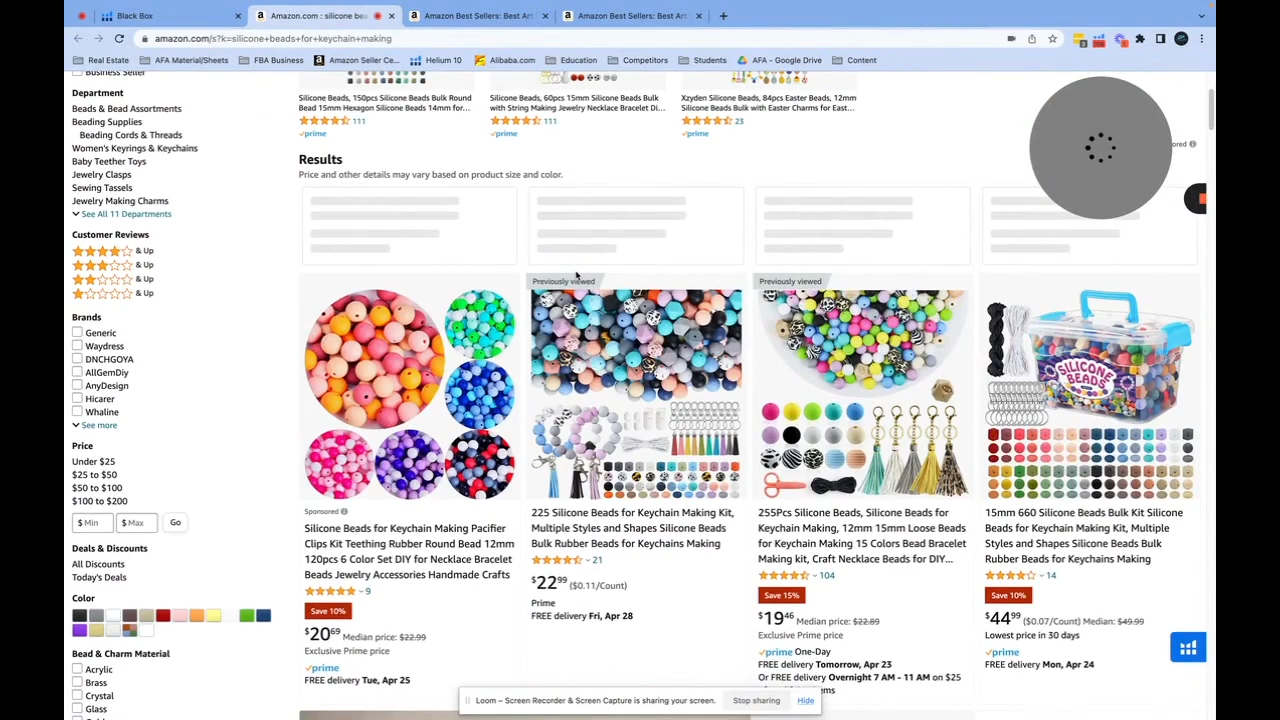 Black Box
Amazon.com : silicone bea
Amazon Best Sellers: Best Art
Amazon Best Sellers: Best Art
amazon.com/s?k=silicone+beads+for+keychain+making
Real Estate
AFA Material/Sheets
FBA Business
Amazon Seller Ce...
Helium 10
Alibaba.com
Education
Competitors
Students
AFA - Google Drive
Content
Business Seller
Department
Beads & Bead Assortments
Beading Supplies
Beading Cords & Threads
Women's Keyrings & Keychains
Baby Teether Toys
Jewelry Clasps
Sewing Tassels
Jewelry Making Charms
See All 11 Departments
Customer Reviews
& Up
& Up
& Up
& Up
Brands
Generic
Waydress
DNCHGOYA
AllGemDiy
AnyDesign
Hicarer
Whaline
See more
Price
Under $25
$25 to $50
$50 to $100
$100 to $200
$ Min $ Max Go
Deals & Discounts
All Discounts
Today's Deals
Color
Bead & Charm Material
Acrylic
Brass
Crystal
Glass
Silicone Beads, 150pcs Silicone Beads Bulk Round
Bead 15mm Hexagon Silicone Beads 14mm for...
111
prime
Silicone Beads, 60pcs 15mm Silicone Beads Bulk
with String Making Jewelry Necklace Bracelet Di...
111
prime
Xzyden Silicone Beads, 84pcs Easter Beads, 12mm
Silicone Beads Bulk with Easter Charms for East...
23
prime
ored
Results
Price and other details may vary based on product size and color.
Sponsored
Silicone Beads for Keychain Making Pacifier
Clips Kit Teething Rubber Round Bead 12mm
120pcs 6 Color Set DIY for Necklace Bracelet
Beads Jewelry Accessories Handmade Crafts
9
Save 10%
$20 69 Median price: $22.99
Exclusive Prime price
prime
FREE delivery Tue, Apr 25
Previously viewed
225 Silicone Beads for Keychain Making Kit,
Multiple Styles and Shapes Silicone Beads
Bulk Rubber Beads for Keychains Making
21
$22 99 ($0.11/Count)
Prime
FREE delivery Fri, Apr 28
Previously viewed
255Pcs Silicone Beads, Silicone Beads for
Keychain Making, 12mm 15mm Loose Beads
for Keychain Making 15 Colors Bead Bracelet
Making kit, Craft Necklace Beads for DIY...
104
Save 15%
$19 46 Median price: $22.89
Exclusive Prime price
prime One-Day
FREE delivery Tomorrow, Apr 23
Or FREE delivery Overnight 7 AM - 11 AM on $25
items
SILICONE
BEADS
15mm 660 Silicone Beads Bulk Kit Silicone
Beads for Keychain Making Kit, Multiple
Styles and Shapes Silicone Beads Bulk
Rubber Beads for Keychains Making
14
Save 10%
$44 99 ($0.07/Count) Median: $49.99
Lowest price in 30 days
prime
FREE delivery Mon, Apr 24
Loom – Screen Recorder & Screen Capture is sharing your screen.
Stop sharing
Hide